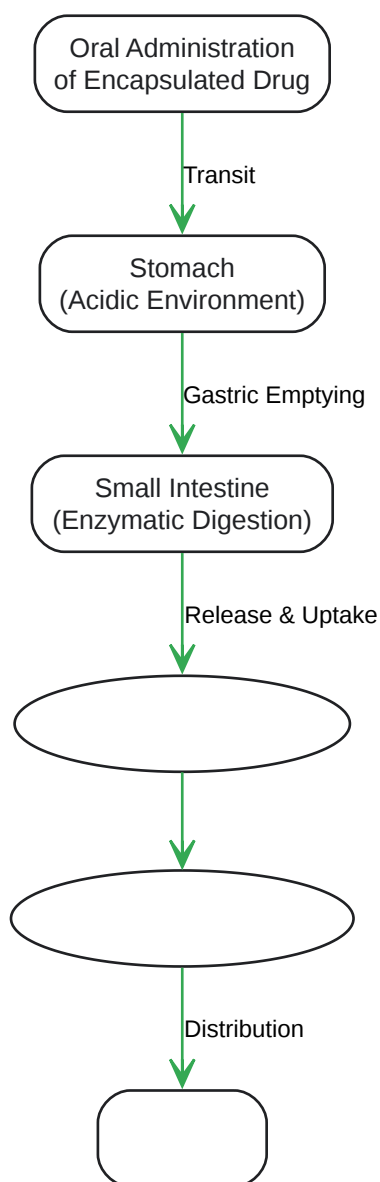 Oral Administration
of Encapsulated Drug
Transit
Stomach
(Acidic Environment)
Gastric Emptying
Small Intestine
(Enzymatic Digestion)
Release & Uptake
Distribution